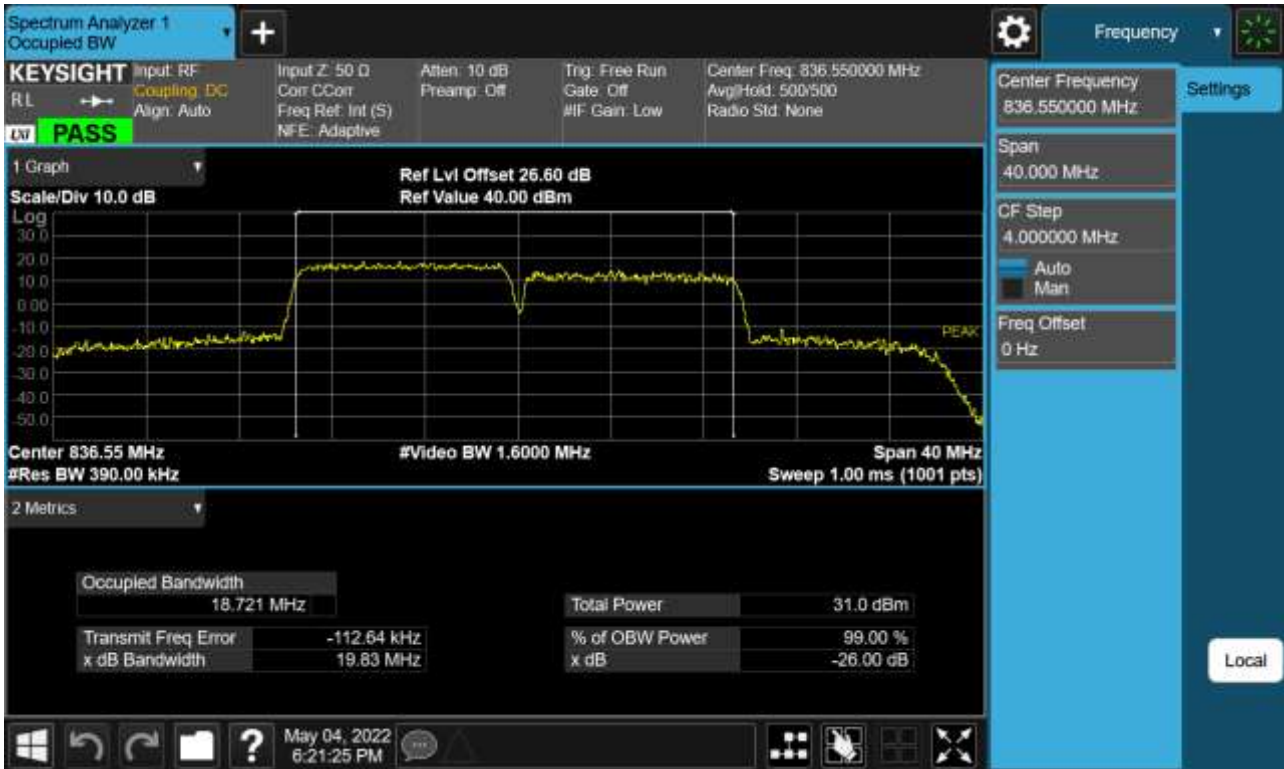 Spectrum Analyzer 1
Occupied BW
Frequency
KEYSIGHT
RL
PASS
Input: RF
Coupling: DC
Align: Auto
Input Z: 50 Ω
Corr CCorr
Freq Ref: Int (S)
NFE: Adaptive
Atten: 10 dB
Preamp: Off
Trig: Free Run
Gate: Off
#IF Gain: Low
Center Freq: 836.550000 MHz
Avg|Hold: 500/500
Radio Std: None
Center Frequency
836.550000 MHz
Settings
Span
40.000 MHz
CF Step
4.000000 MHz
Auto
Man
Freq Offset
0 Hz
Local
1 Graph
Scale/Div 10.0 dB
Ref Lvl Offset 26.60 dB
Ref Value 40.00 dBm
Log
30.0
20.0
10.0
0.00
-10.0
-20.0
-30.0
-40.0
-50.0
PEAK
Center 836.55 MHz
#Video BW 1.6000 MHz
Span 40 MHz
#Res BW 390.00 kHz
Sweep 1.00 ms (1001 pts)
2 Metrics
Occupied Bandwidth
18.721 MHz
Total Power 31.0 dBm
Transmit Freq Error -112.64 kHz
% of OBW Power 99.00 %
x dB Bandwidth 19.83 MHz
x dB -26.00 dB
?
May 04, 2022
6:21:25 PM